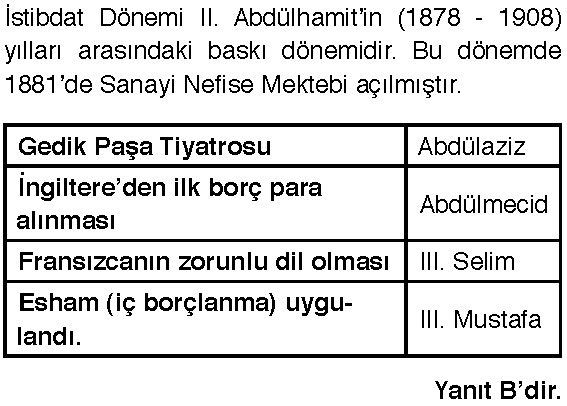 İstibdat Dönemi II. Abdülhamit’in (1878 - 1908)
yılları arasındaki baskı dönemidir. Bu dönemde
1881’de Sanayi Nefise Mektebi açılmıştır.
Gedik Paşa Tiyatrosu Abdülaziz
İngiltere’den ilk borç para
alınması Abdülmecid
Fransızcanın zorunlu dil olması III. Selim
Esham (iç borçlanma) uygu-
landı. III. Mustafa
Yanıt B’dir.